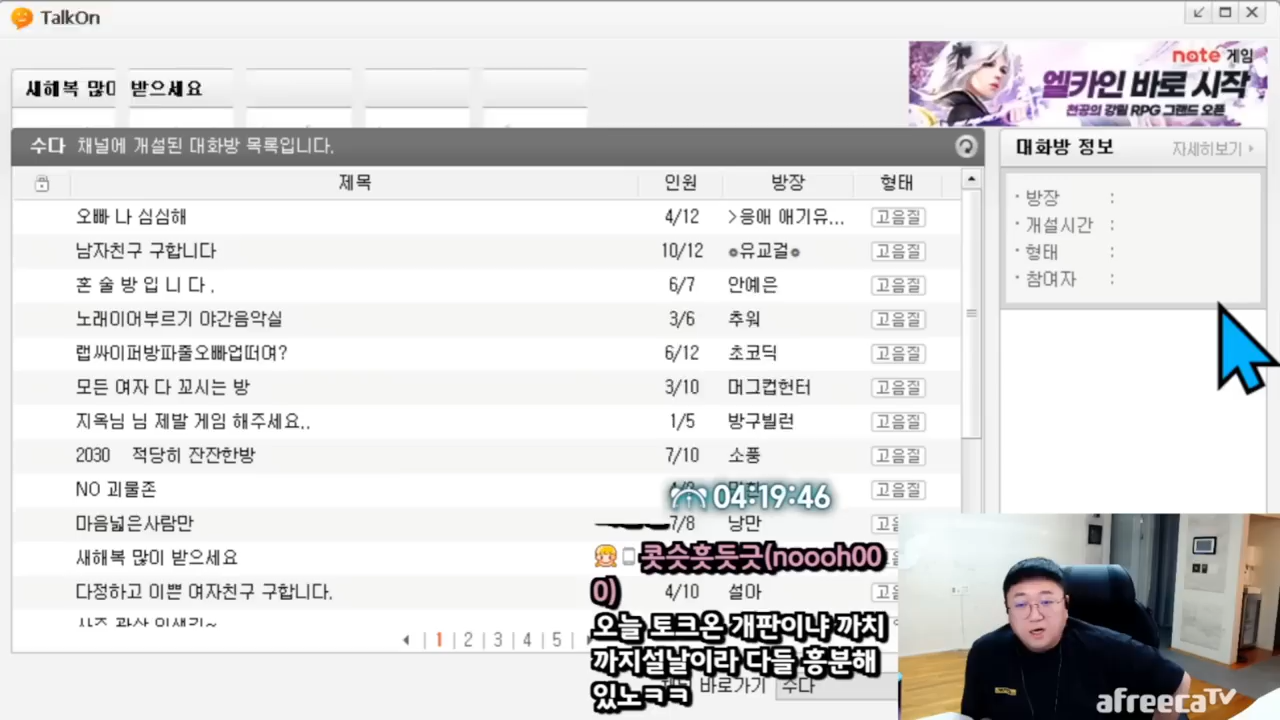 TalkOn
새해복 많이 받으세요
note 게임
엘카인 바로 시작
천공의 강림 RPG 그랜드 오픈
수다 채널에 개설된 대화방 목록입니다.
제목 인원 방장 형태
오빠 나 심심해 4/12 >응애 애기유... 고음질
남자친구 구합니다 10/12 ๑유교걸๑ 고음질
혼 술 방 입 니 다 ; 6/7 안예은 고음질
노래이어부르기 야간음악실 3/6 추워 고음질
랩싸이퍼방파줄오빠업떠여? 6/12 초코딕 고음질
모든 여자 다 꼬시는 방 3/10 머그컵헌터 고음질
지옥님 님 제발 게임 해주세요,, 1/5 방구빌런 고음질
2030 적당히 잔잔한방 7/10 소풍 고음질
NO 괴물존 고음질
마음넓은사람만 7/8 낭만
새해복 많이 받으세요
다정하고 이쁜 여자친구 구합니다. 4/10 설아
1 2 3 4 5
바로가기 수다
대화방 정보 자세히보기
방장 :
개설시간 :
형태 :
참여자 :
04:19:46
콧숫흣듯긋(noooh00
0)
오늘 토크온 개판이냐 까치
까지설날이라 다들 흥분해
있노ㅋㅋ
afreecaTV